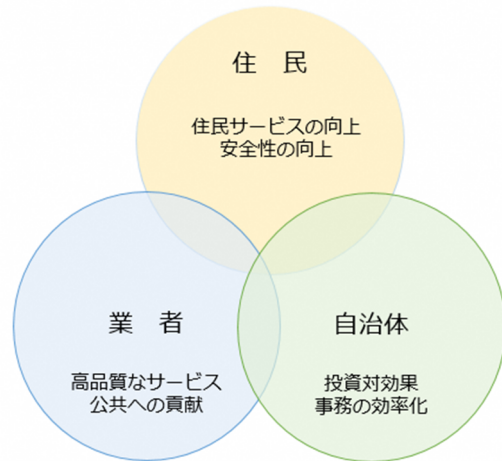 住　民
住民サービスの向上
安全性の向上
業　者
高品質なサービス
公共への貢献
自治体
投資対効果
事務の効率化